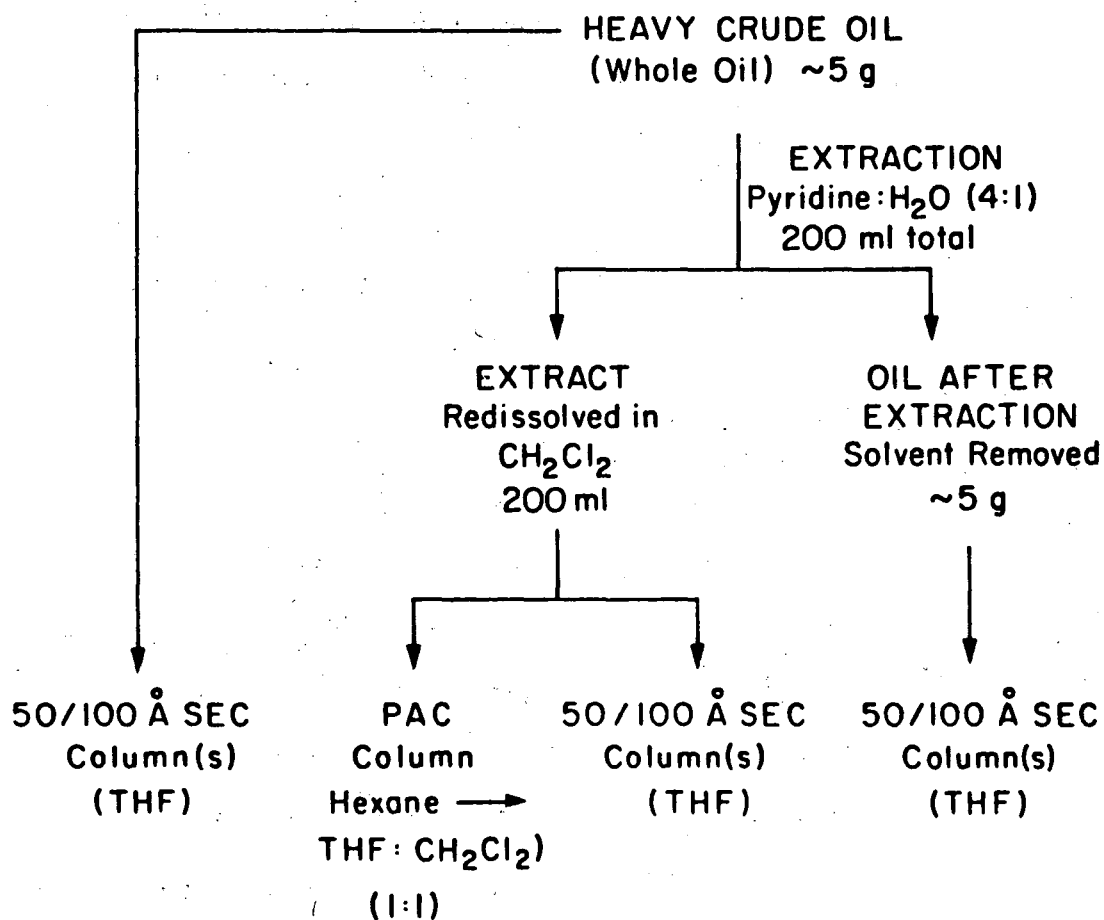 HEAVY CRUDE OIL
(Whole Oil) ~5 g
EXTRACTION
Pyridine:H₂O (4:1)
200 ml total
EXTRACT
Redissolved in
CH₂Cl₂
200 ml
OIL AFTER
EXTRACTION
Solvent Removed
~5 g
50/100 Å SEC
Column(s)
(THF)
PAC
Column
Hexane →
THF: CH₂Cl₂)
(1:1)
50/100 Å SEC
Column(s)
(THF)
50/100 Å SEC
Column(s)
(THF)